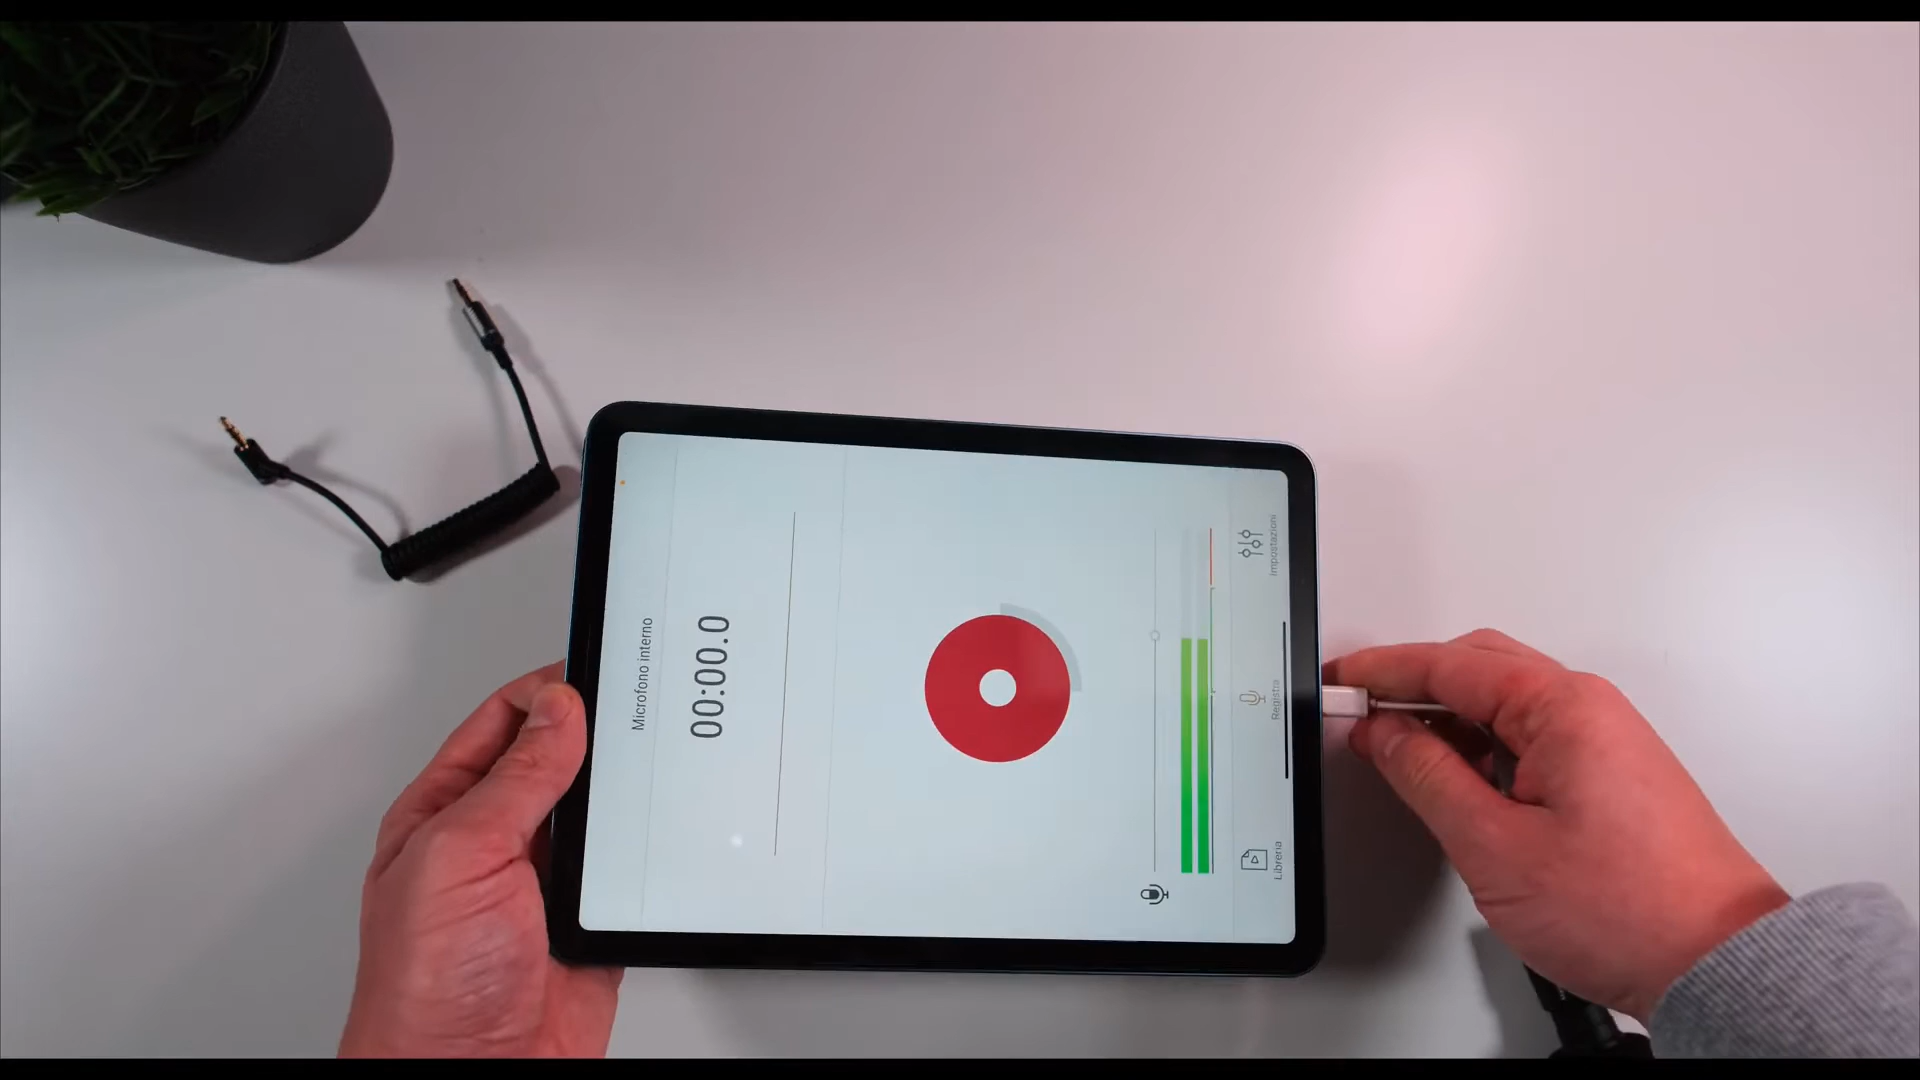 Microfono interno
00:00.0
Libreria
Registra
Impostazioni